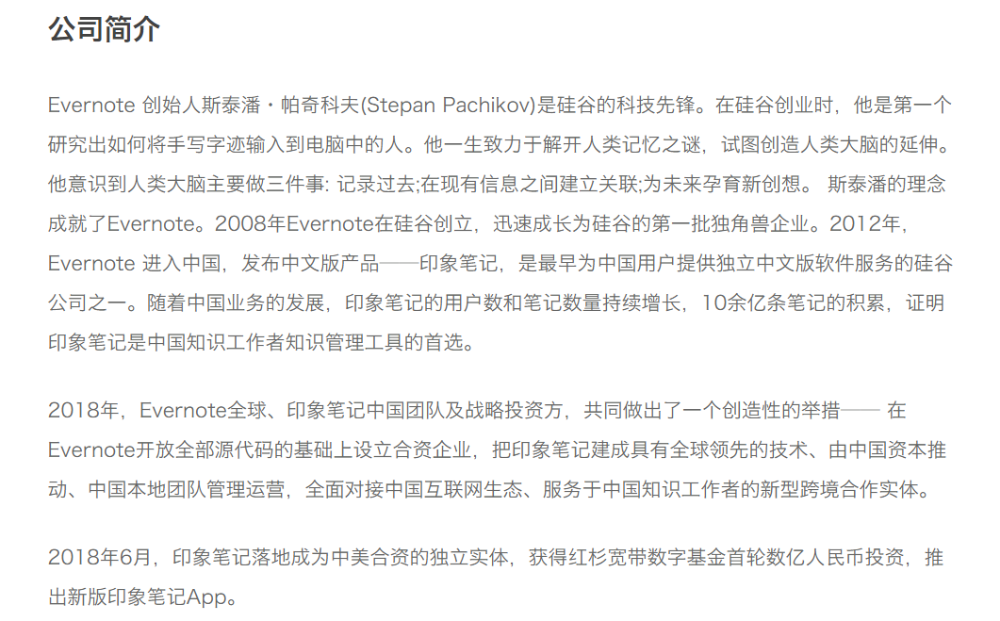 公司简介
Evernote 创始人斯泰潘·帕奇科夫(Stepan Pachikov)是硅谷的科技先锋。在硅谷创业时，他是第一个
研究出如何将手写字迹输入到电脑中的人。他一生致力于解开人类记忆之谜，试图创造人类大脑的延伸。
他意识到人类大脑主要做三件事: 记录过去;在现有信息之间建立关联;为未来孕育新创想。 斯泰潘的理念
成就了Evernote。2008年Evernote在硅谷创立，迅速成长为硅谷的第一批独角兽企业。2012年，
Evernote 进入中国，发布中文版产品——印象笔记，是最早为中国用户提供独立中文版软件服务的硅谷
公司之一。随着中国业务的发展，印象笔记的用户数和笔记数量持续增长，10余亿条笔记的积累，证明
印象笔记是中国知识工作者知识管理工具的首选。
2018年，Evernote全球、印象笔记中国团队及战略投资方，共同做出了一个创造性的举措—— 在
Evernote开放全部源代码的基础上设立合资企业，把印象笔记建成具有全球领先的技术、由中国资本推
动、中国本地团队管理运营，全面对接中国互联网生态、服务于中国知识工作者的新型跨境合作实体。
2018年6月，印象笔记落地成为中美合资的独立实体，获得红杉宽带数字基金首轮数亿人民币投资，推
出新版印象笔记App。